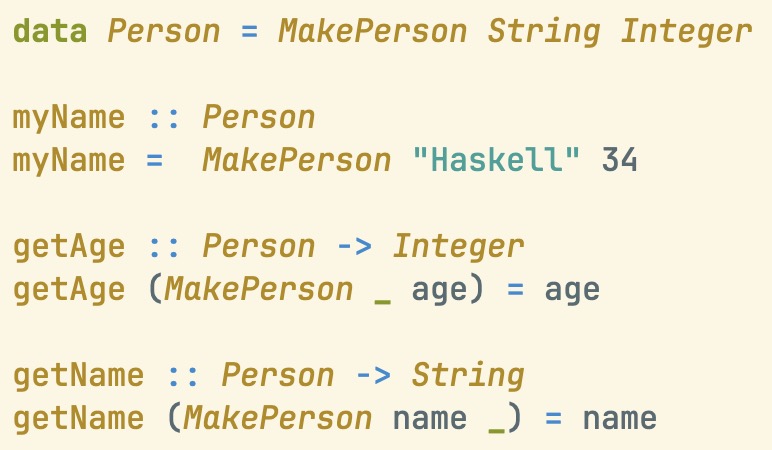 data Person = MakePerson String Integer
myName :: Person
myName =  MakePerson "Haskell" 34
getAge :: Person -> Integer
getAge (MakePerson _ age) = age
getName :: Person -> String
getName (MakePerson name _) = name